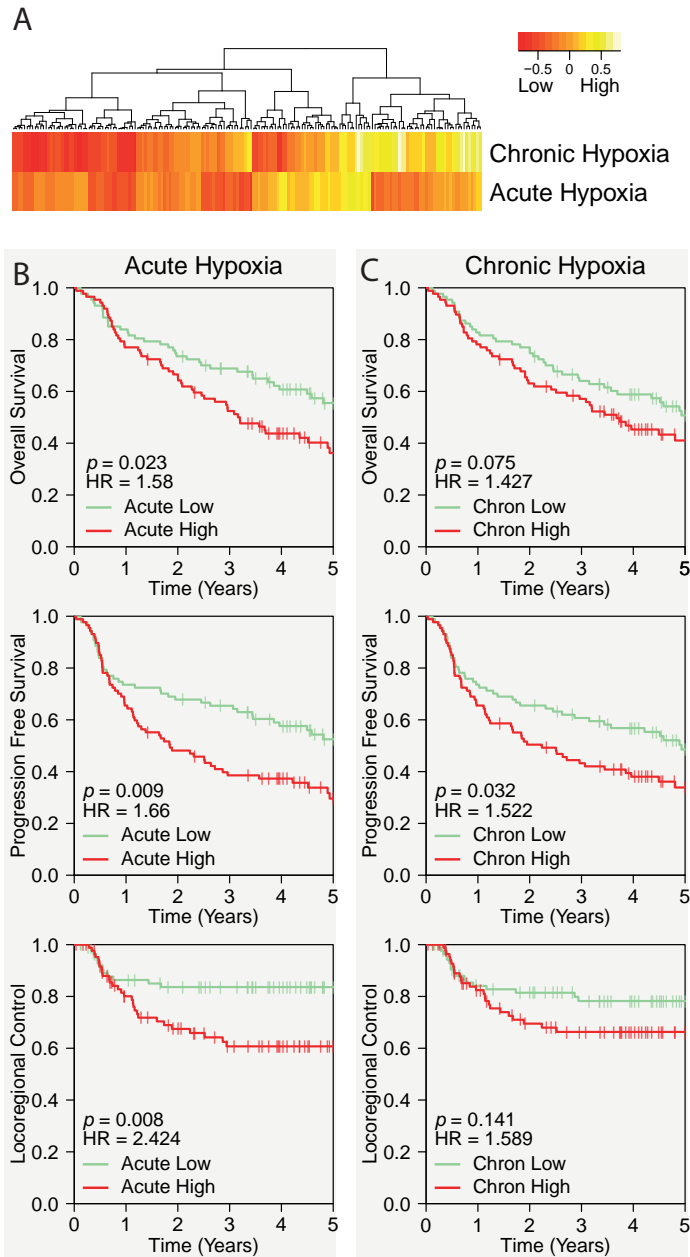 A
−0.5 0 0.5
Low High
Chronic Hypoxia
Acute Hypoxia
B Acute Hypoxia
Overall Survival
1.0
0.8
0.6
0.4
0.2
0.0
p = 0.023
HR = 1.58
Acute Low
Acute High
0 1 2 3 4 5
Time (Years)
Progression Free Survival
1.0
0.8
0.6
0.4
0.2
0.0
p = 0.009
HR = 1.66
Acute Low
Acute High
0 1 2 3 4 5
Time (Years)
Locoregional Control
1.0
0.8
0.6
0.4
0.2
0.0
p = 0.008
HR = 2.424
Acute Low
Acute High
0 1 2 3 4 5
Time (Years)
C Chronic Hypoxia
Overall Survival
1.0
0.8
0.6
0.4
0.2
0.0
p = 0.075
HR = 1.427
Chron Low
Chron High
0 1 2 3 4 5
Time (Years)
Progression Free Survival
1.0
0.8
0.6
0.4
0.2
0.0
p = 0.032
HR = 1.522
Chron Low
Chron High
0 1 2 3 4 5
Time (Years)
Locoregional Control
1.0
0.8
0.6
0.4
0.2
0.0
p = 0.141
HR = 1.589
Chron Low
Chron High
0 1 2 3 4 5
Time (Years)